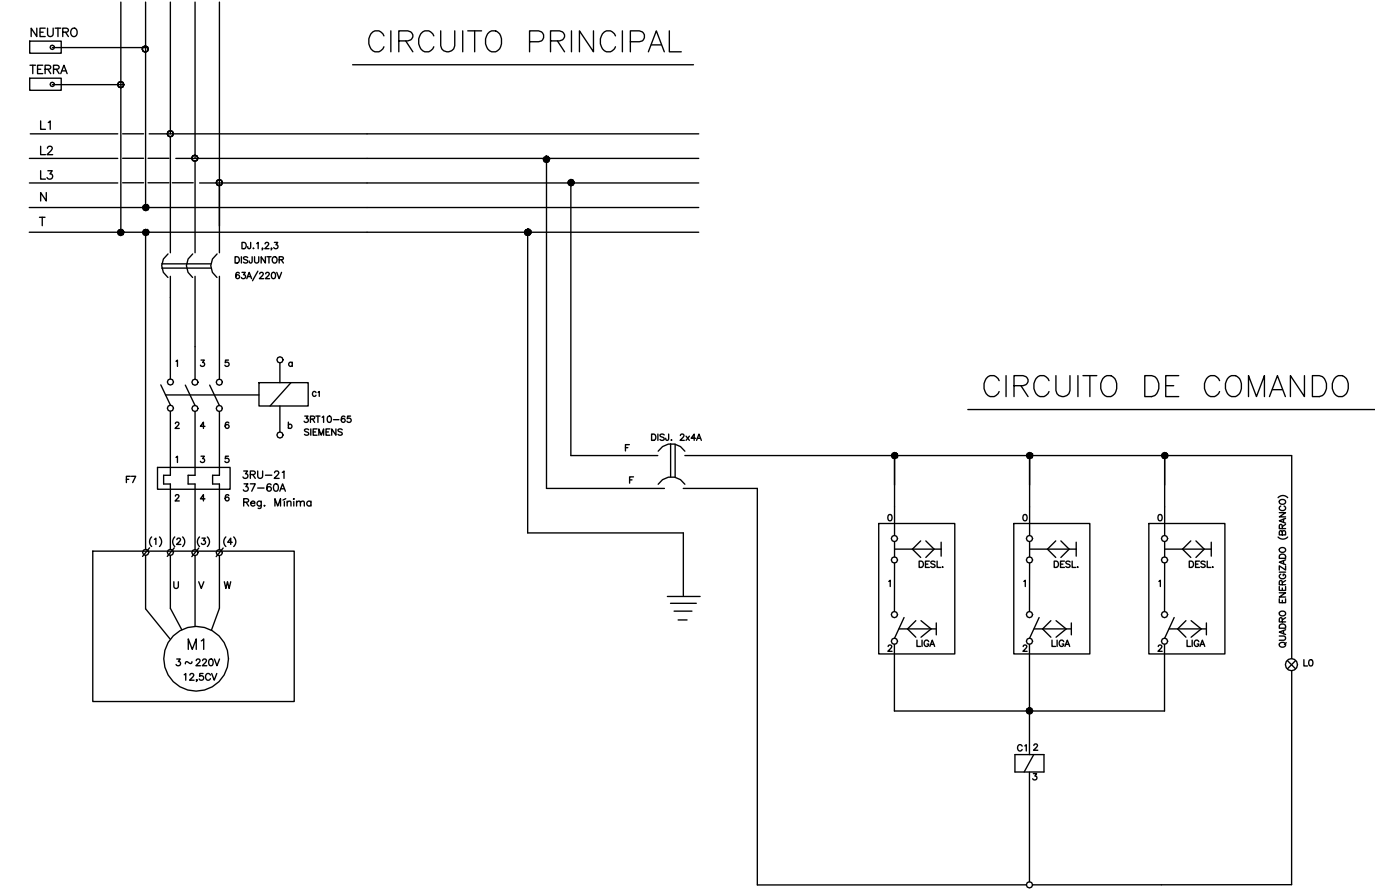 NEUTRO
CIRCUITO PRINCIPAL
TERRA
L1
L2
L3
N
T
DJ.1,2,3
DISJUNTOR
63A/220V
1 3 5
a
C1
b
3RT10-65
SIEMENS
2 4 6
1 3 5
F7
3RU-21
37-60A
Reg. Mínima
2 4 6
(1) (2) (3) (4)
U V W
M1
3~220V
12,5CV
CIRCUITO DE COMANDO
DISJ. 2x4A
F
F
0 0 0
DESL. DESL. DESL.
1 1 1
LIGA LIGA LIGA
2 2 2
QUADRO ENERGIZADO (BRANCO)
L0
C1 2
3